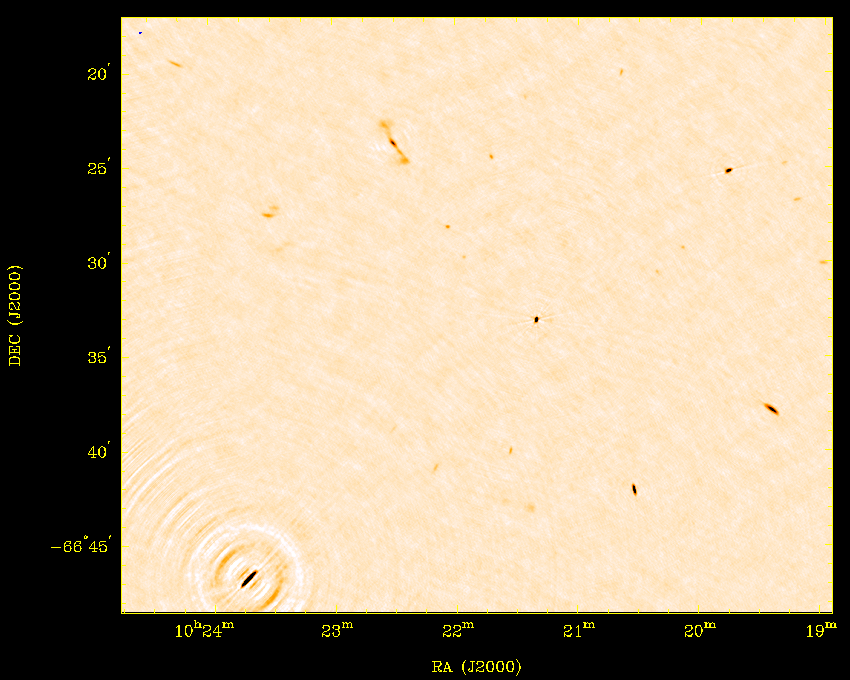 20′
25′
30′
35′
40′
−66°45′
DEC (J2000)
10ʰ24ᵐ 23ᵐ 22ᵐ 21ᵐ 20ᵐ 19ᵐ
RA (J2000)